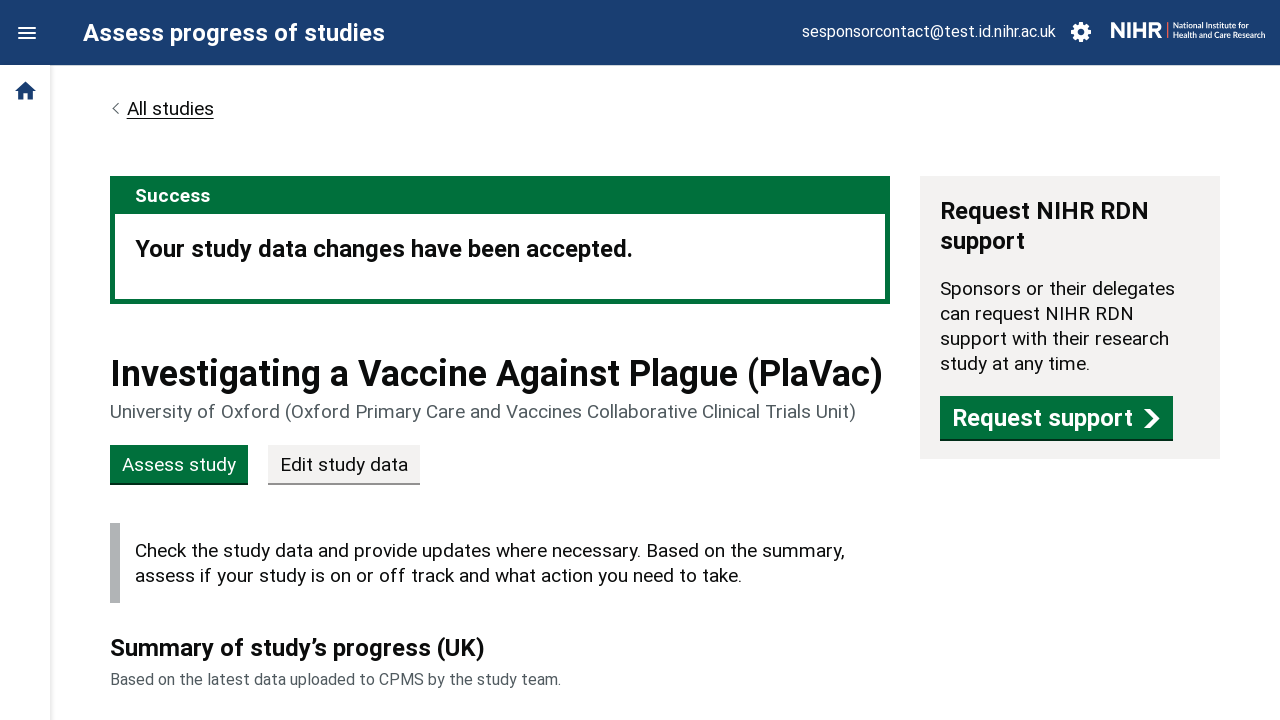 Assess progress of studies
sesponsorcontact@test.id.nihr.ac.uk
NIHR | National Institute for
Health and Care Research
All studies
Success
Your study data changes have been accepted.
Investigating a Vaccine Against Plague (PlaVac)
University of Oxford (Oxford Primary Care and Vaccines Collaborative Clinical Trials Unit)
Assess study
Edit study data
Check the study data and provide updates where necessary. Based on the summary,
assess if your study is on or off track and what action you need to take.
Summary of study’s progress (UK)
Based on the latest data uploaded to CPMS by the study team.
Request NIHR RDN
support
Sponsors or their delegates
can request NIHR RDN
support with their research
study at any time.
Request support